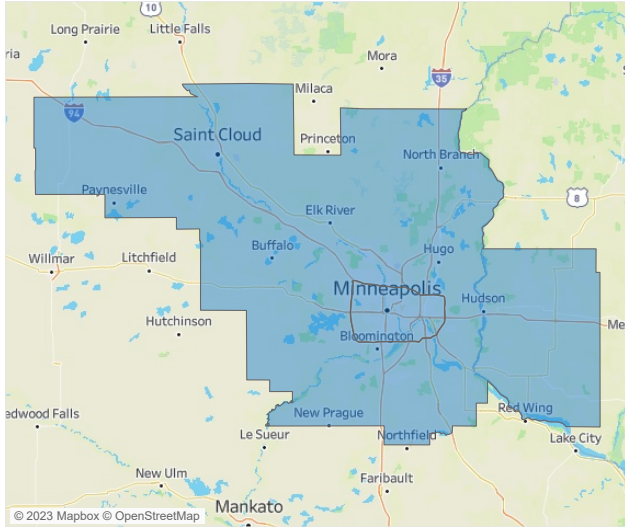 Long Prairie
10
Little Falls
Mora
35
ria
Milaca
94
Saint Cloud
Princeton
North Branch
Paynesville
8
Elk River
Buffalo
Hugo
Willmar
Litchfield
Minneapolis
Hudson
Hutchinson
Me
Bloomington
edwood Falls
New Prague
Red Wing
Le Sueur
Northfield
Lake City
New Ulm
Faribault
Mankato
© 2023 Mapbox © OpenStreetMap